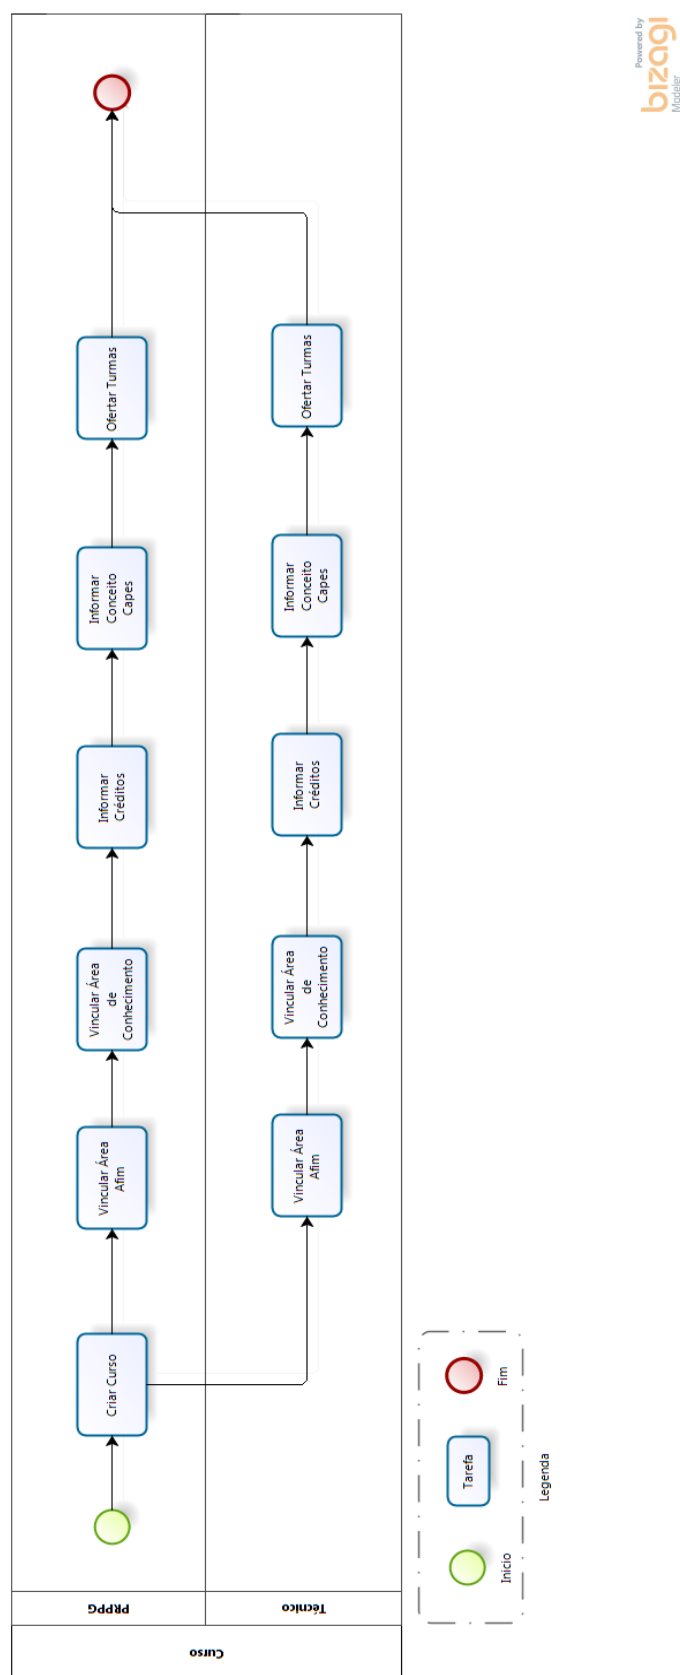 Curso
PRPPG
Criar Curso
Vincular Área
Afim
Vincular Área
de
Conhecimento
Informar
Créditos
Informar
Conceito
Capes
Ofertar Turmas
Técnico
Vincular Área
Afim
Vincular Área
de
Conhecimento
Informar
Créditos
Informar
Conceito
Capes
Ofertar Turmas
Inicio
Tarefa
Fim
Legenda
Powered by
bizagi
Modeler